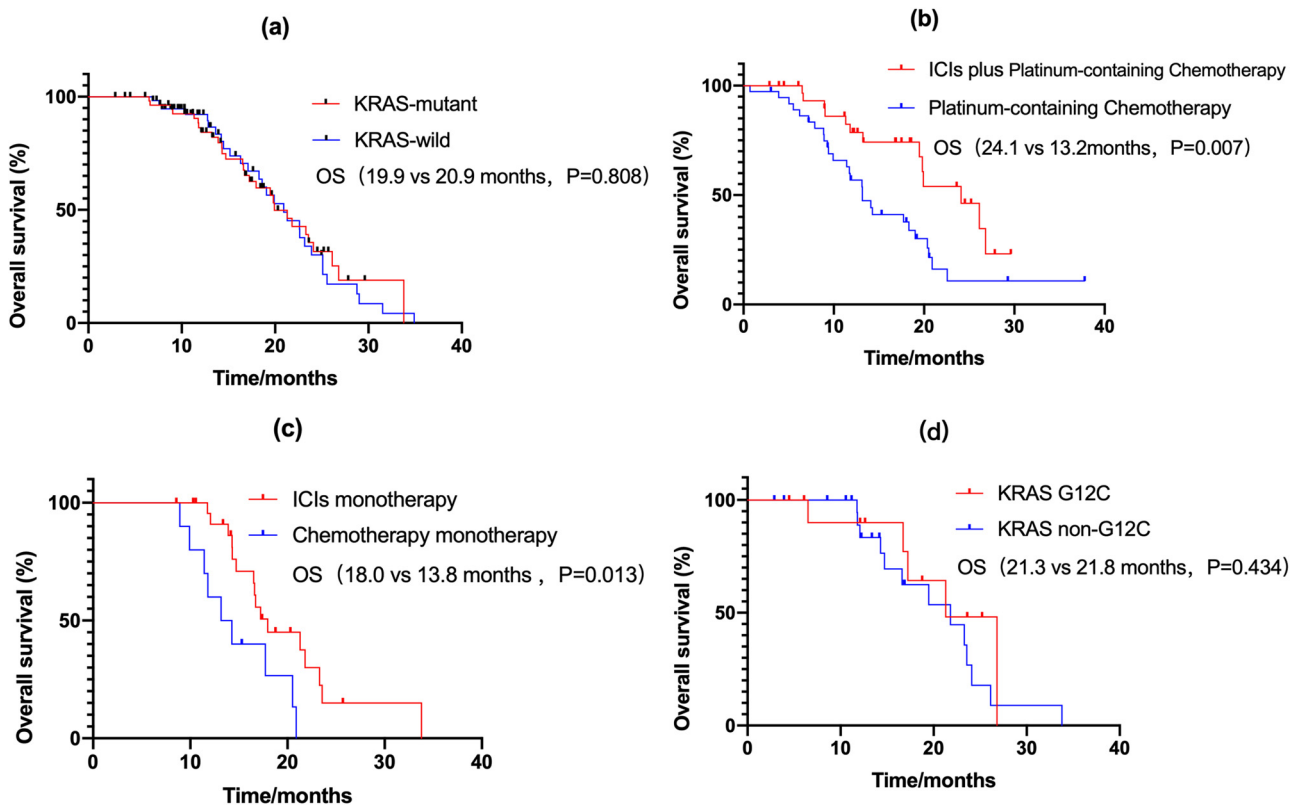 (a)
KRAS-mutant
KRAS-wild
OS（19.9 vs 20.9 months，P=0.808）
Overall survival (%)
100
50
0
0 10 20 30 40
Time/months
(b)
ICIs plus Platinum-containing Chemotherapy
Platinum-containing Chemotherapy
OS（24.1 vs 13.2months，P=0.007）
Overall survival (%)
100
50
0
0 10 20 30 40
Time/months
(c)
ICIs monotherapy
Chemotherapy monotherapy
OS（18.0 vs 13.8 months，P=0.013）
Overall survival (%)
100
50
0
0 10 20 30 40
Time/months
(d)
KRAS G12C
KRAS non-G12C
OS（21.3 vs 21.8 months，P=0.434）
Overall survival (%)
100
50
0
0 10 20 30 40
Time/months